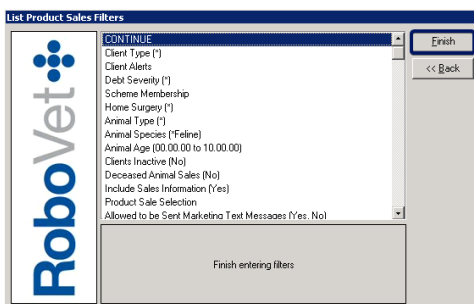 List Product Sales Filters
RoboVet
CONTINUE
Client Type (*)
Client Alerts
Debt Severity (*)
Scheme Membership
Home Surgery (*)
Animal Type (*)
Animal Species (*Feline)
Animal Age (00.00.00 to 10.00.00)
Clients Inactive (No)
Deceased Animal Sales (No)
Include Sales Information (Yes)
Product Sale Selection
Allowed to be Sent Marketing Text Messages (Yes, No)
Finish
<< Back
Finish entering filters